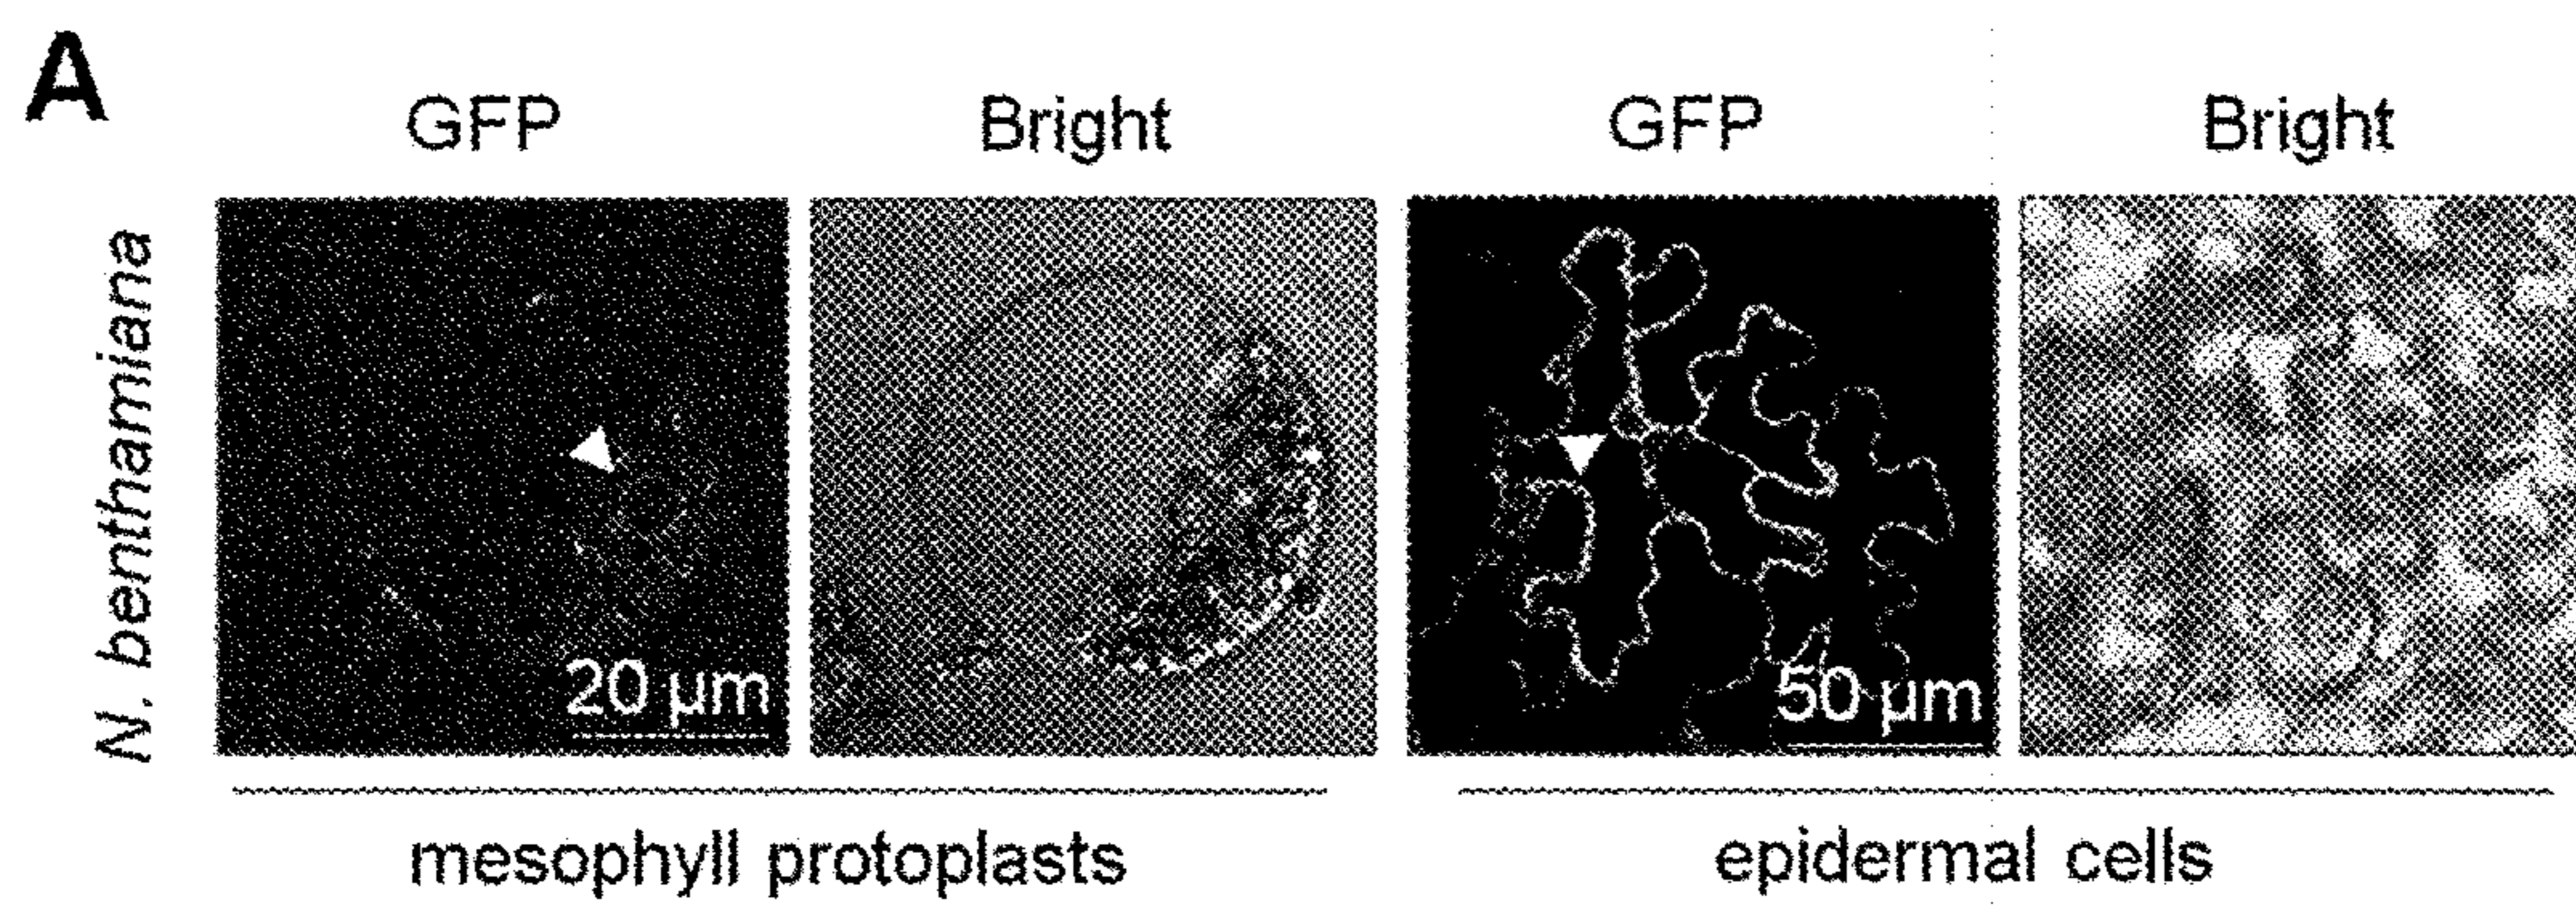 A
GFP
Bright
GFP
Bright
N. benthamiana
20 µm
50 µm
mesophyll protoplasts
epidermal cells